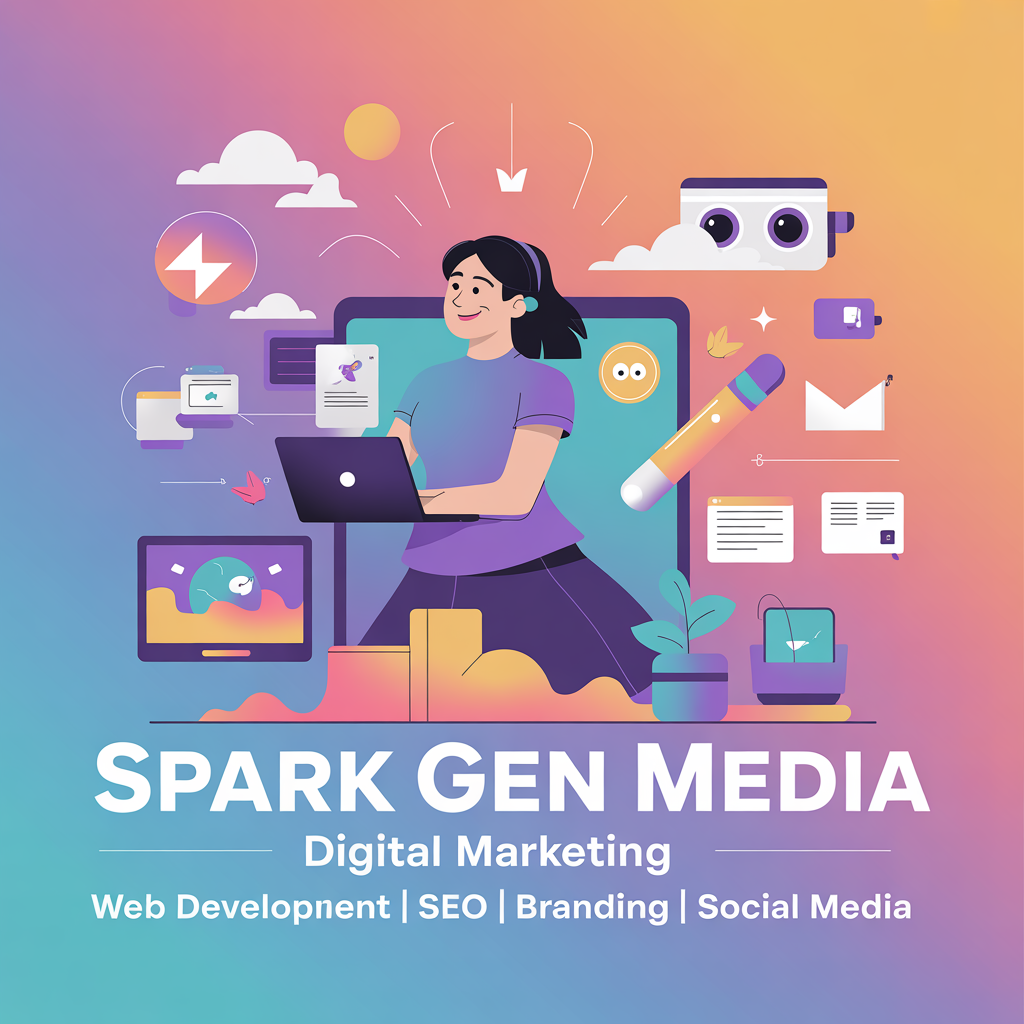 SPARK GEN MEDIA
Digital Marketing
Web Development | SEO | Branding | Social Media